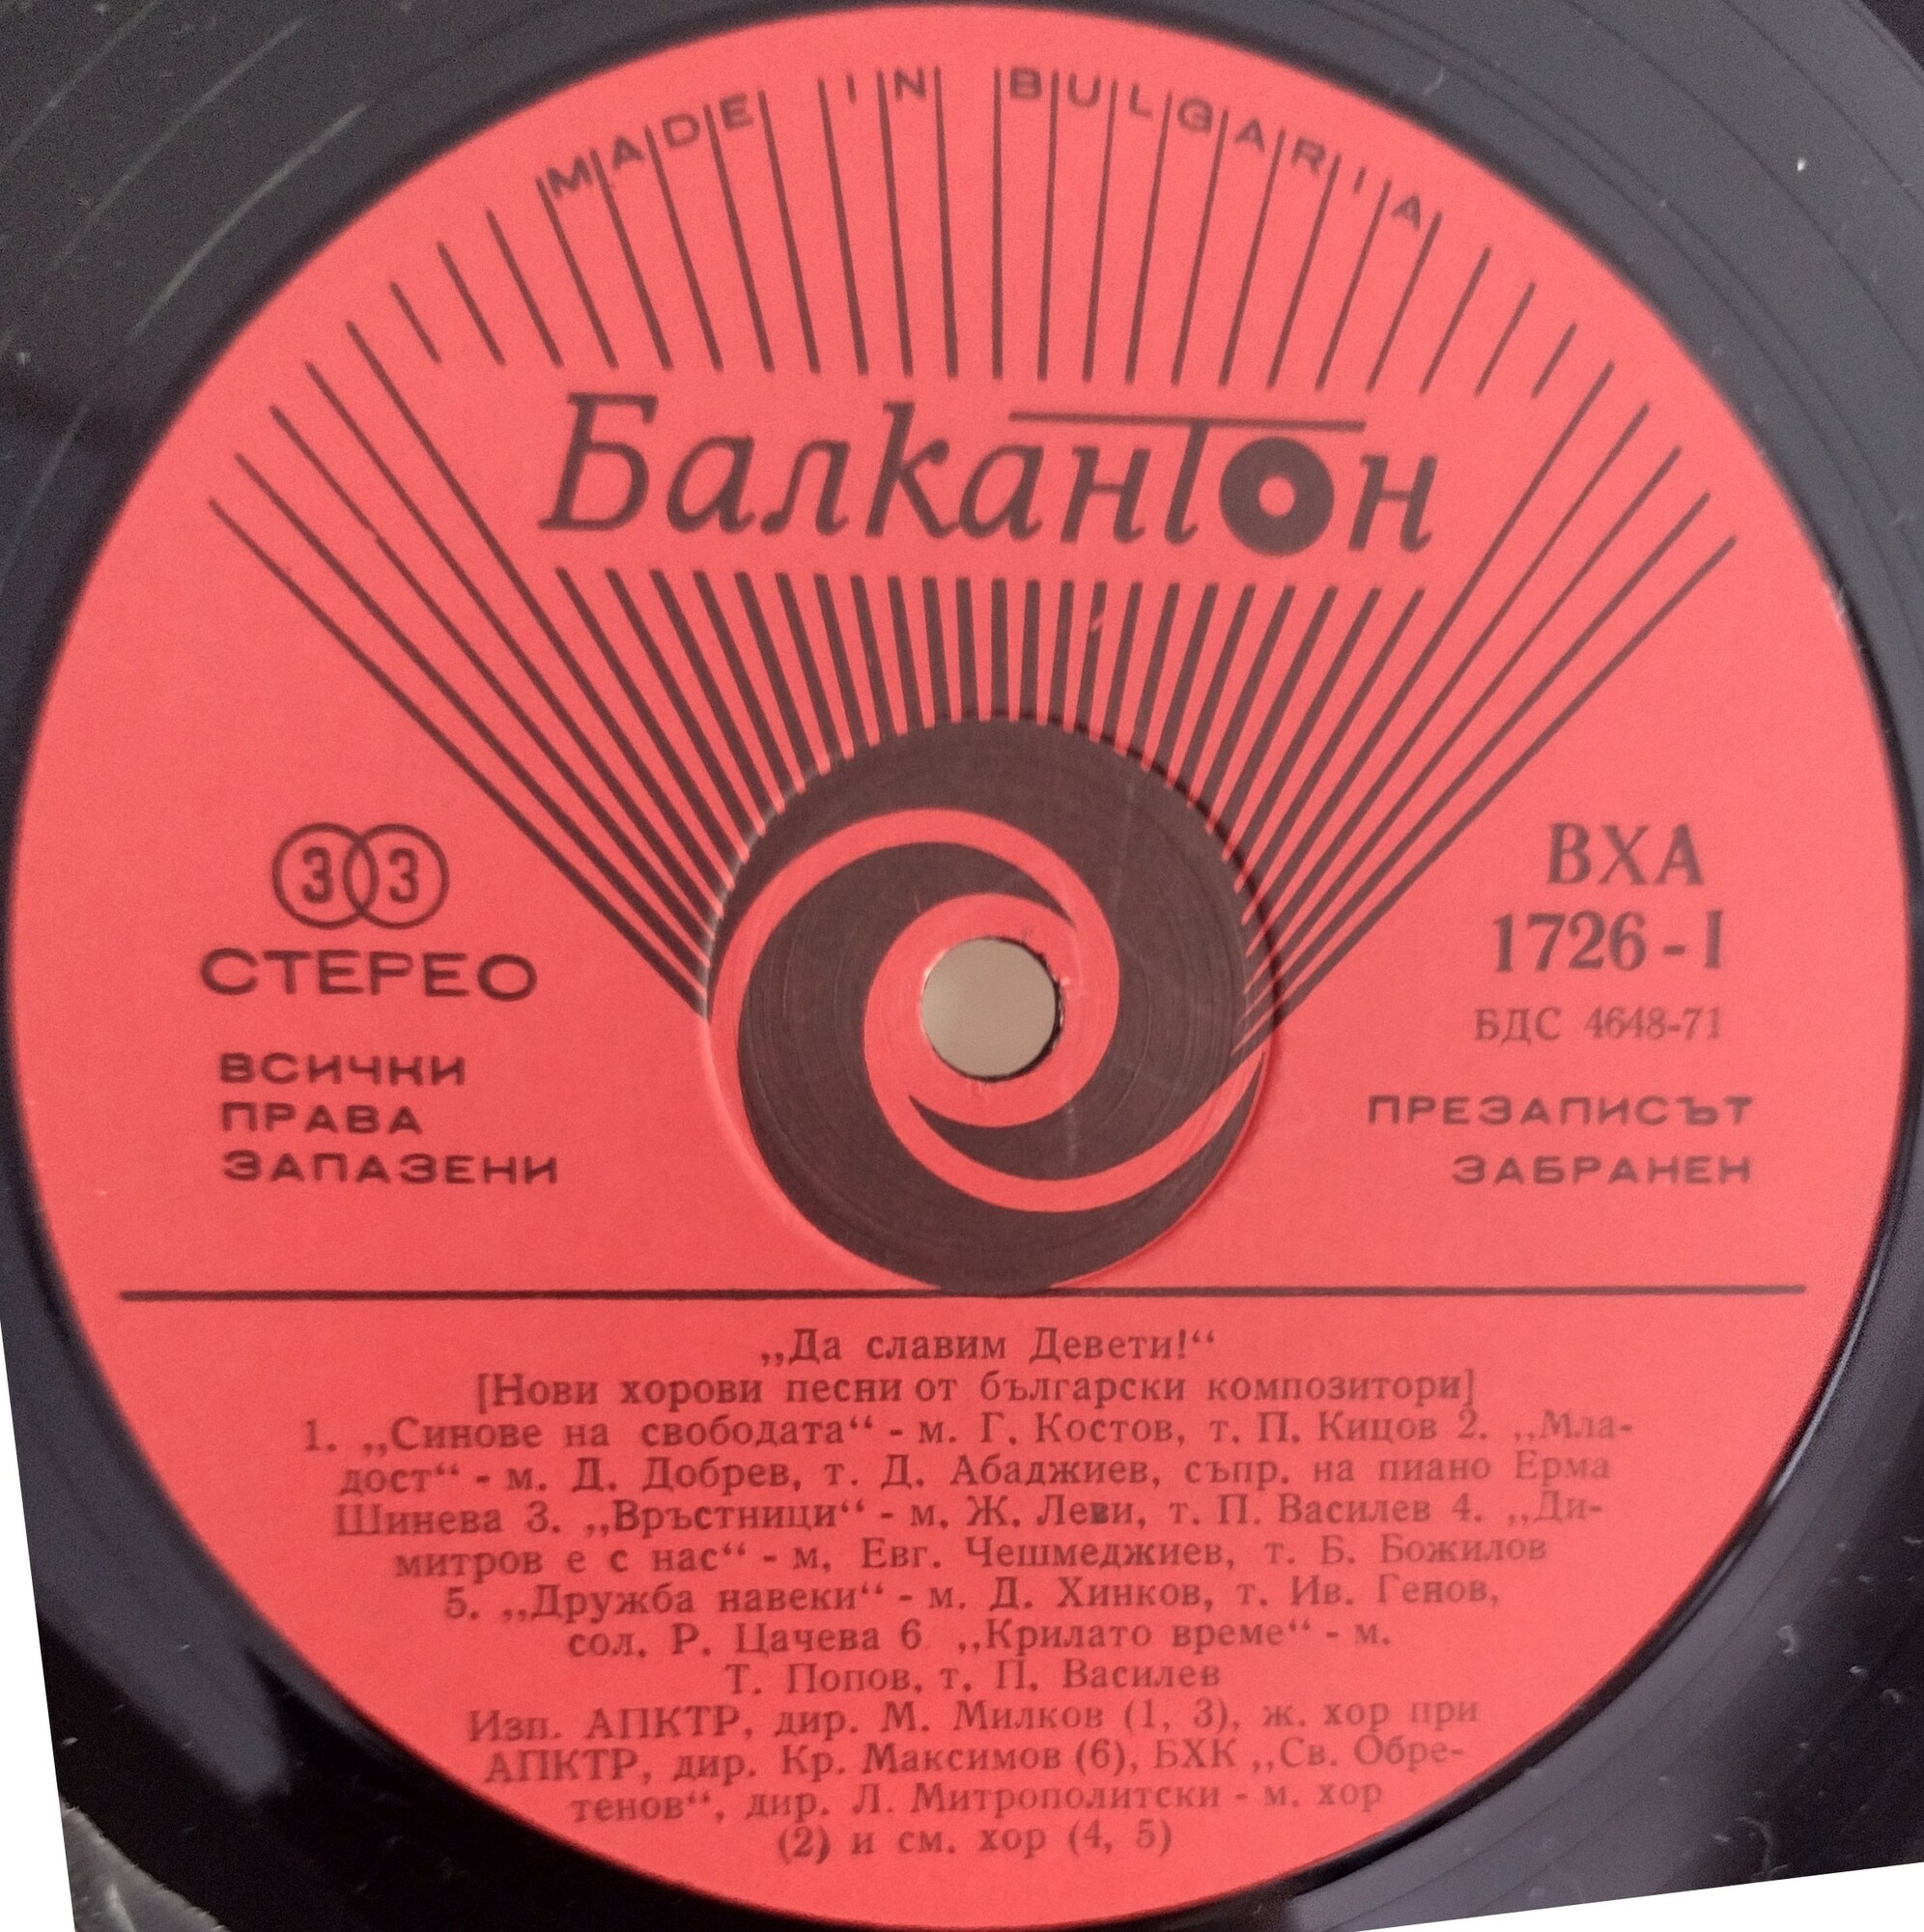 MADE IN BULGARIA
Балкантон
33
СТЕРЕО
ВСИЧКИ
ПРАВА
ЗАПАЗЕНИ
ВХА
1726-I
БДС 4648-71
ПРЕЗАПИСЪТ
ЗАБРАНЕН
„Да славим Девети!“
[Нови хорови песни от български композитори]
1. „Синове на свободата“ - м. Г. Костов, т. П. Кицов 2. „Мла-
дост“ - м. Д. Добрев, т. Д. Абаджиев, съпр. на пиано Ерма
Шинева 3. „Връстници“ - м. Ж. Леви, т. П. Василев 4. „Ди-
митров е с нас“ - м. Евг. Чешмеджиев, т. Б. Божилов
5. „Дружба навеки“ - м. Д. Хинков, т. Ив. Генов,
сол. Р. Цачева 6 „Крилато време“ - м.
Т. Попов, т. П. Василев
Изп. АПКТР, дир. М. Милков (1, 3), ж. хор при
АПКТР, дир. Кр. Максимов (6), БХК „Св. Обре-
тенов“, дир. Л. Митрополитски - м. хор
(2) и см. хор (4, 5)